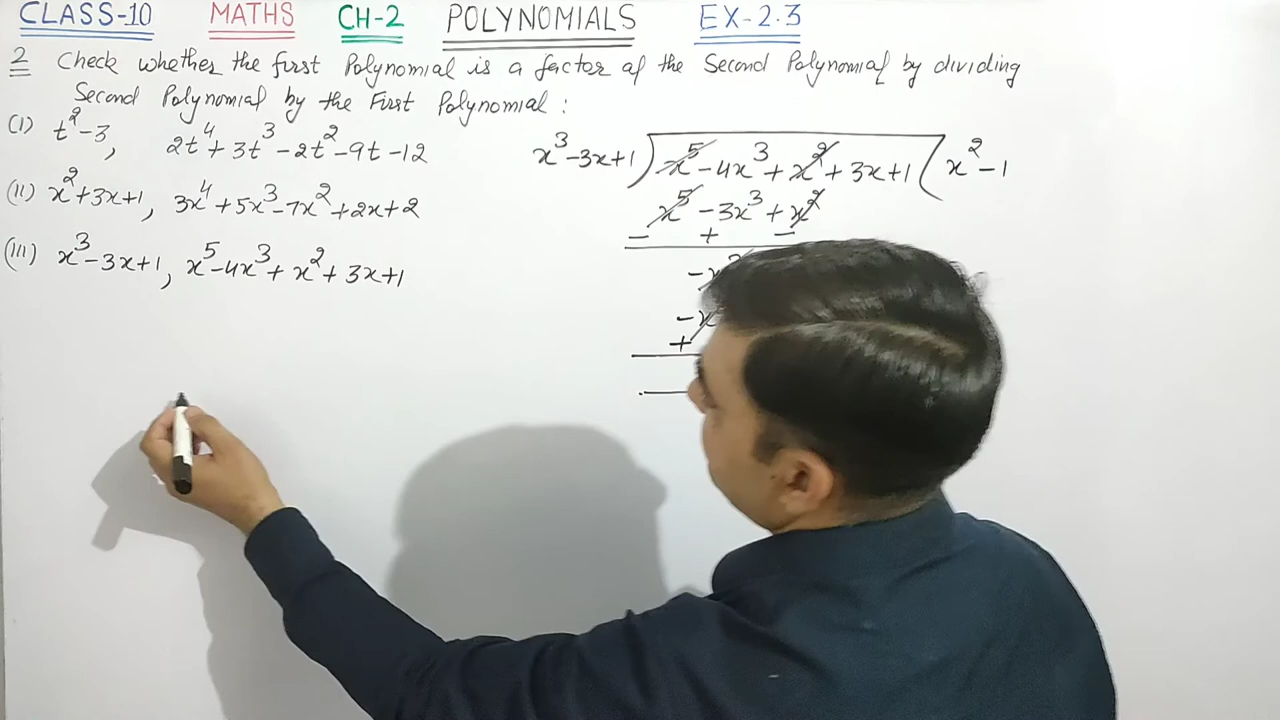 CLASS-10 MATHS CH-2 POLYNOMIALS EX-2.3
2 Check whether the first Polynomial is a factor of the Second Polynomial by dividing
Second Polynomial by the First Polynomial :
(i) t²-3, 2t⁴+3t³-2t²-9t-12
(ii) x²+3x+1, 3x⁴+5x³-7x²+2x+2
(iii) x³-3x+1, x⁵-4x³+x²+3x+1
x³-3x+1) x⁵-4x³+x²+3x+1 (x²-1
x⁵-3x³+x²
- + -
-x
-x
+